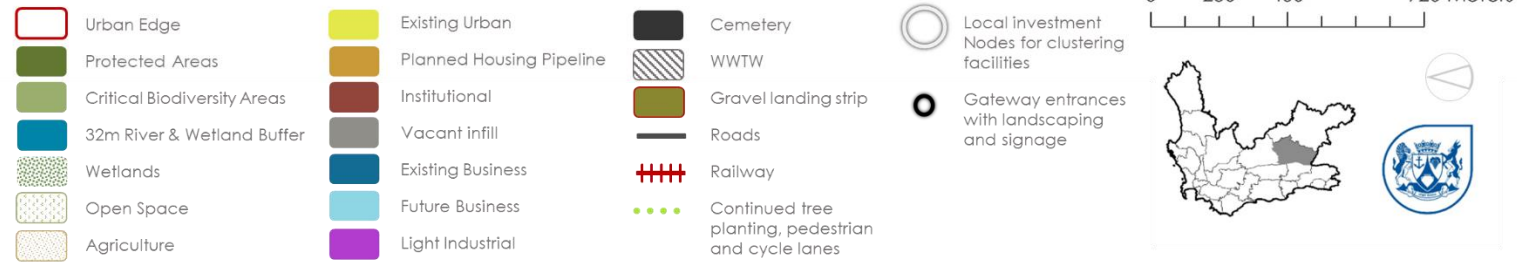 Urban Edge
Protected Areas
Critical Biodiversity Areas
32m River & Wetland Buffer
Wetlands
Open Space
Agriculture
Existing Urban
Planned Housing Pipeline
Institutional
Vacant infill
Existing Business
Future Business
Light Industrial
Cemetery
WWTW
Gravel landing strip
Roads
Railway
Continued tree
planting, pedestrian
and cycle lanes
Local investment
Nodes for clustering
facilities
Gateway entrances
with landscaping
and signage